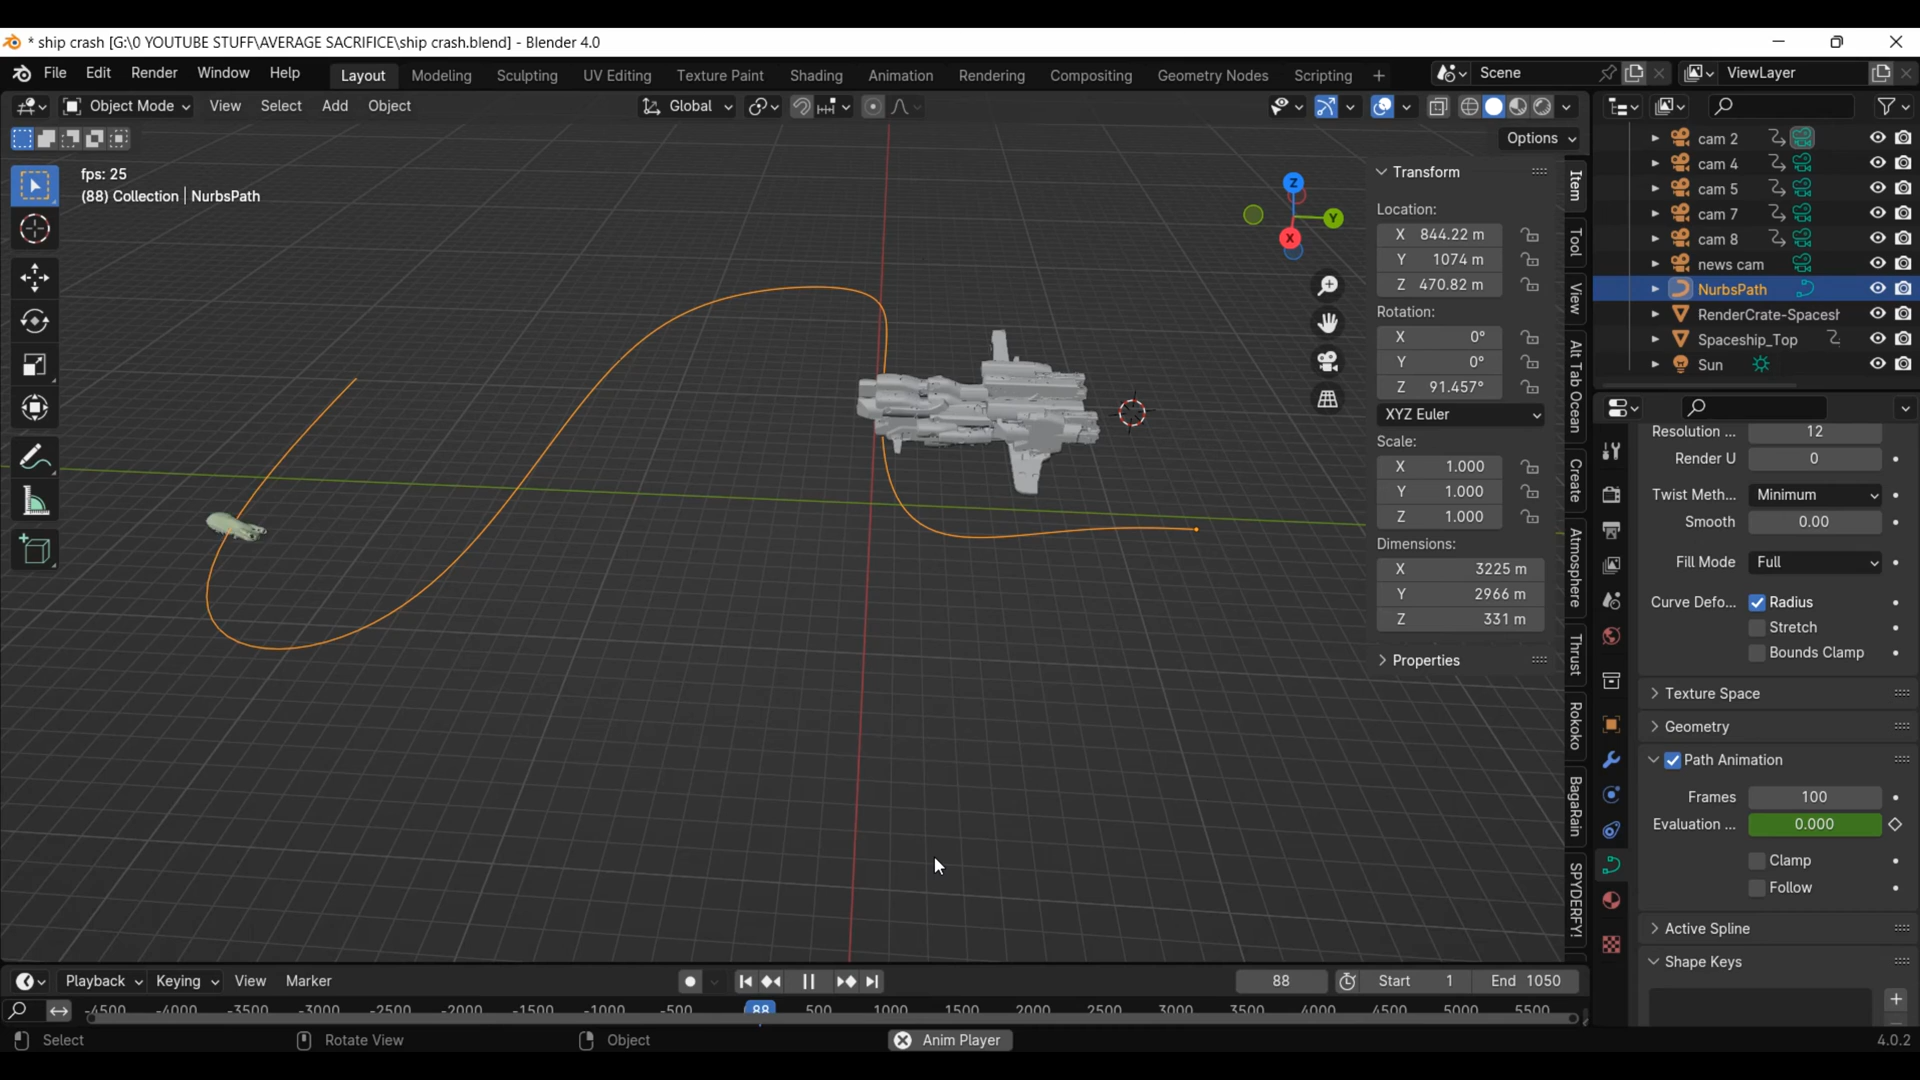 * ship crash [G:\0 YOUTUBE STUFF\AVERAGE SACRIFICE\ship crash.blend] - Blender 4.0
File Edit Render Window Help Layout Modeling Sculpting UV Editing Texture Paint Shading Animation Rendering Compositing Geometry Nodes Scripting + Scene ViewLayer
Object Mode View Select Add Object Global
Options
fps: 25
(88) Collection | NurbsPath
Z
Y
X
Transform
Location:
X 844.22 m
Y 1074 m
Z 470.82 m
Rotation:
X 0°
Y 0°
Z 91.457°
XYZ Euler
Scale:
X 1.000
Y 1.000
Z 1.000
Dimensions:
X 3225 m
Y 2966 m
Z 331 m
Properties
Item
Tool
View
Alt Tab Ocean
Create
Atmosphere
Thrust
Rokoko
BagaRain
SPYDERFY!
cam 2
cam 4
cam 5
cam 7
cam 8
news cam
NurbsPath
RenderCrate-Spacesh
Spaceship_Top
Sun
Resolution ... 12
Render U 0
Twist Meth... Minimum
Smooth 0.00
Fill Mode Full
Curve Defo... Radius
Stretch
Bounds Clamp
Texture Space
Geometry
Path Animation
Frames 100
Evaluation ... 0.000
Clamp
Follow
Active Spline
Shape Keys
Playback Keying View Marker 88 Start 1 End 1050
-4500 -4000 -3500 -3000 -2500 -2000 -1500 -1000 -500 88 500 1000 1500 2000 2500 3000 3500 4000 4500 5000 5500
Select Rotate View Object Anim Player 4.0.2